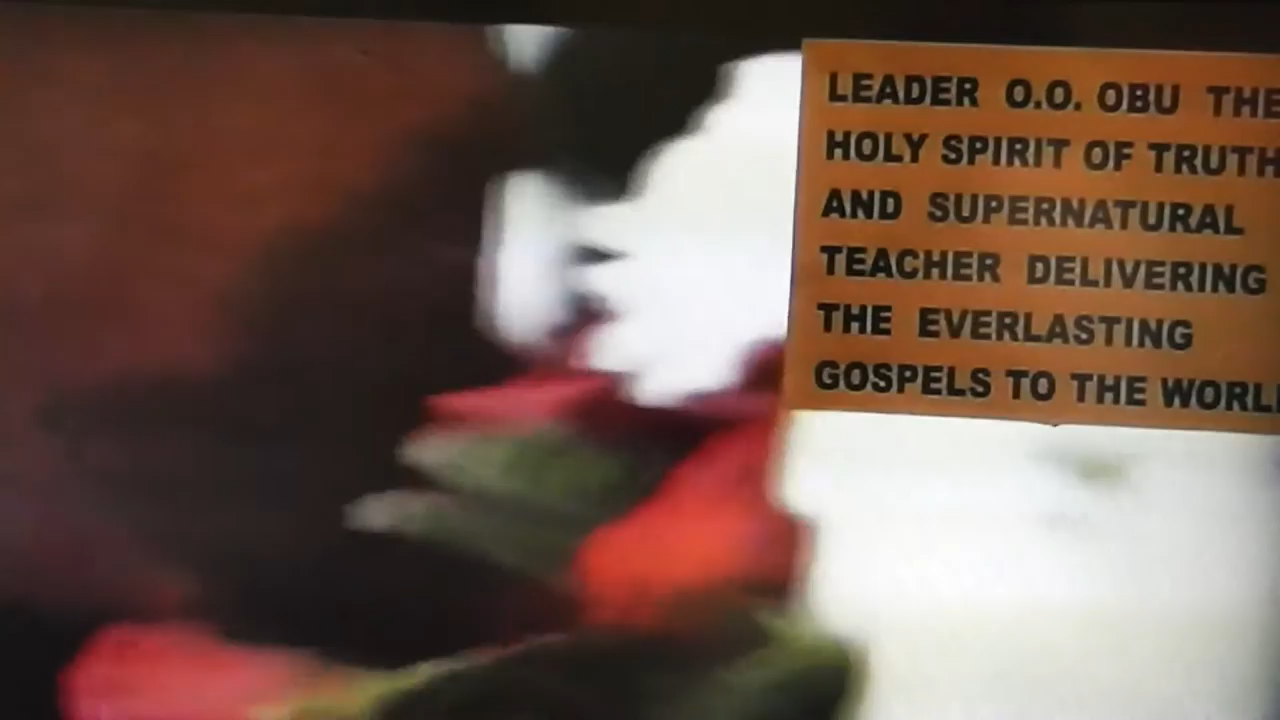 LEADER O.O. OBU THE
HOLY SPIRIT OF TRUTH
AND SUPERNATURAL
TEACHER DELIVERING
THE EVERLASTING
GOSPELS TO THE WORL